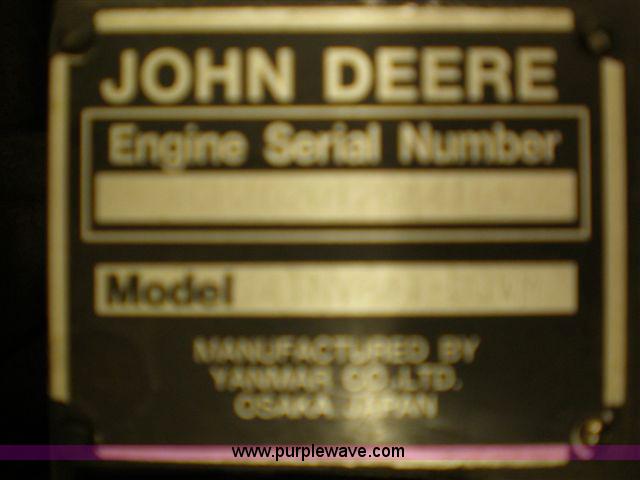 JOHN DEERE
Engine Serial Number
Model
MANUFACTURED BY
YANMAR CO.,LTD.
OSAKA JAPAN
www.purplewave.com